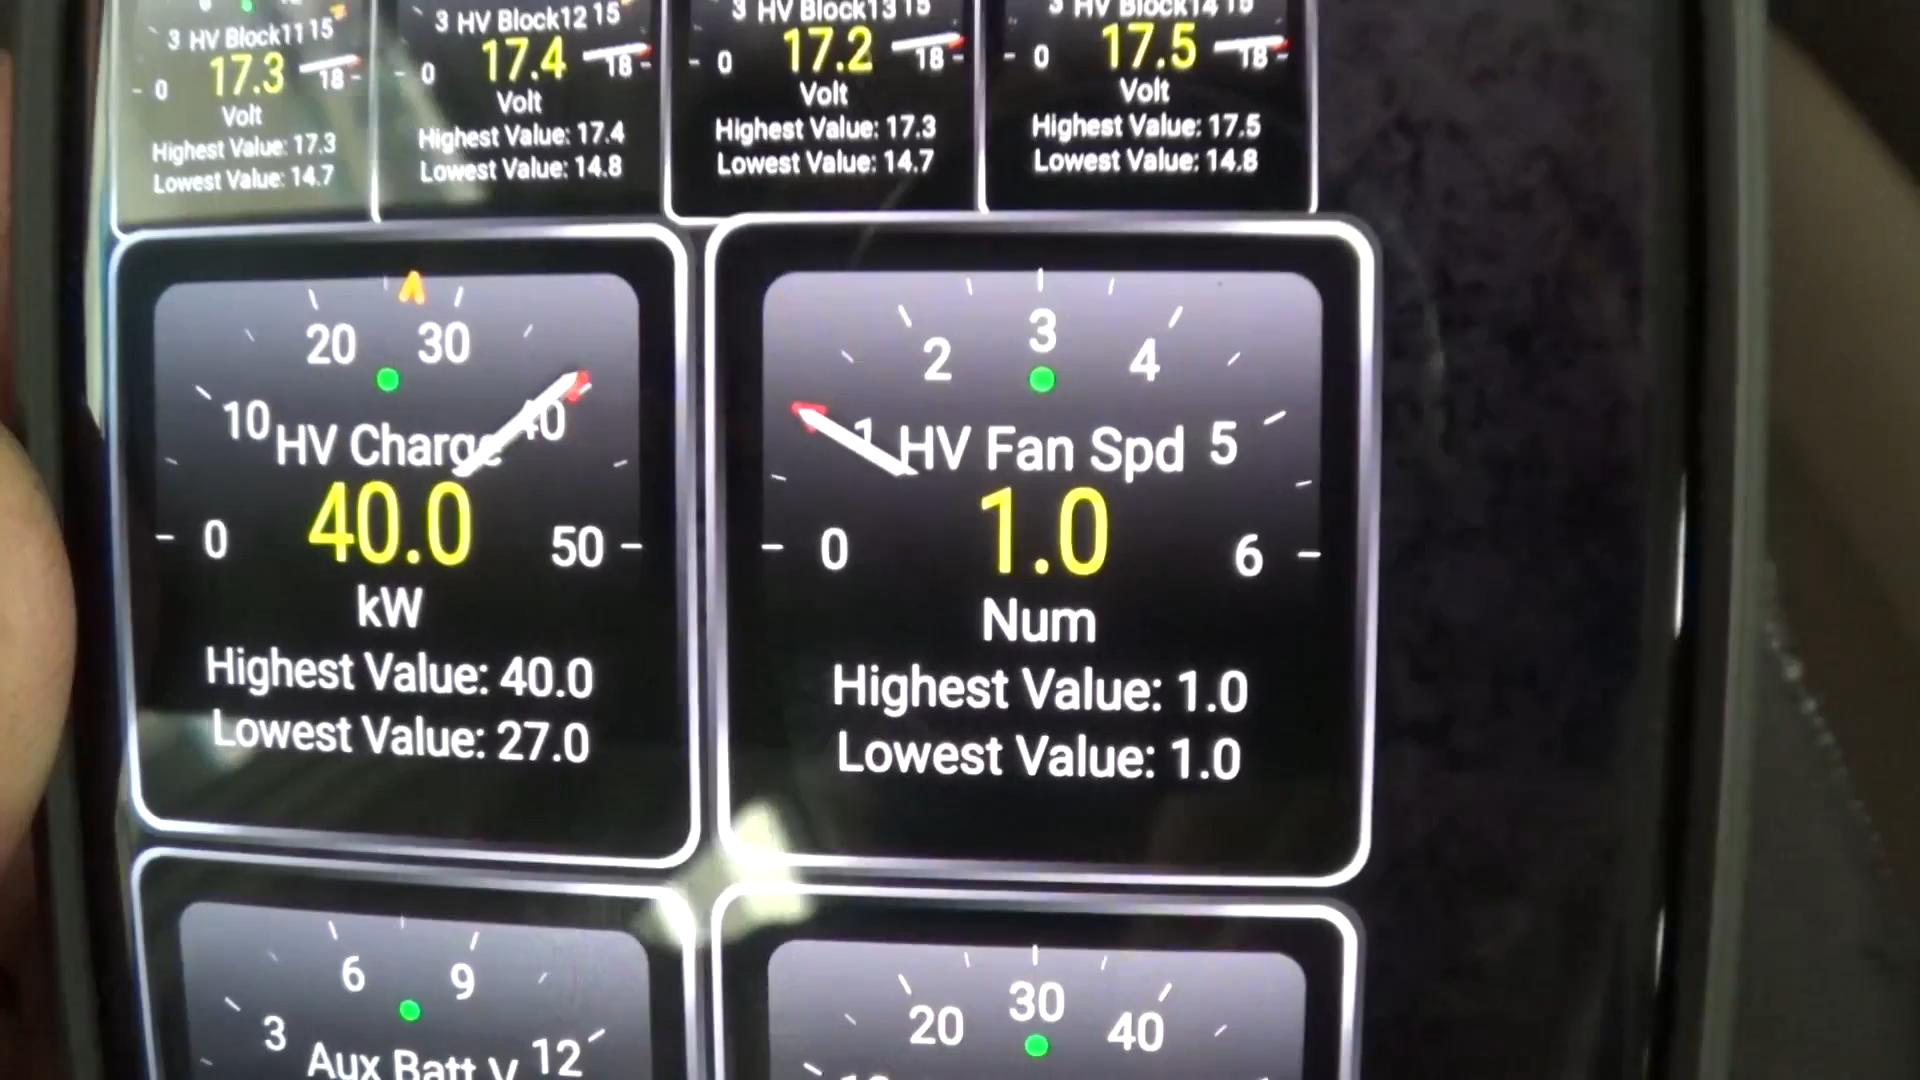 3 HV Block11 15
0 17.3 18
Volt
Highest Value: 17.3
Lowest Value: 14.7
3 HV Block12 15
0 17.4 18
Volt
Highest Value: 17.4
Lowest Value: 14.8
3 HV Block13 15
0 17.2 18
Volt
Highest Value: 17.3
Lowest Value: 14.7
3 HV Block14 15
0 17.5 18
Volt
Highest Value: 17.5
Lowest Value: 14.8
20 30
10 HV Charge 40
0 40.0 50
kW
Highest Value: 40.0
Lowest Value: 27.0
2 3 4
1 HV Fan Spd 5
0 1.0 6
Num
Highest Value: 1.0
Lowest Value: 1.0
6 9
3 Aux Batt V 12
20 30 40